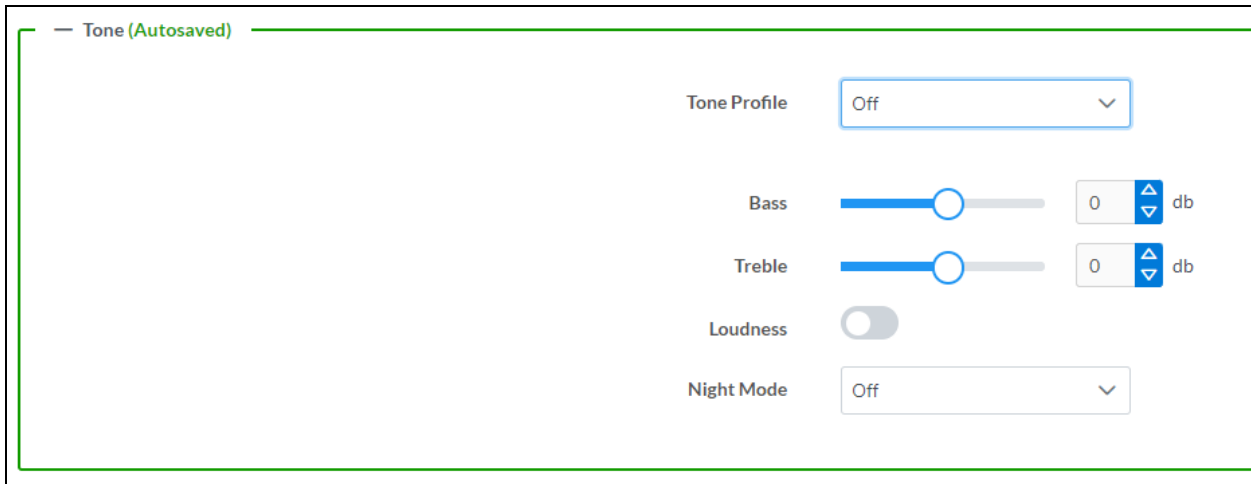 Tone (Autosaved)
Tone Profile Off
Bass 0 db
Treble 0 db
Loudness
Night Mode Off